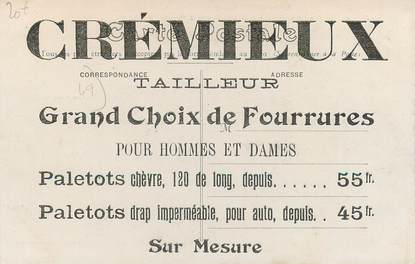 20f
CRÉMIEUX
Carte Postale
CORRESPONDANCE
ADRESSE
TAILLEUR
Grand Choix de Fourrures
M
POUR HOMMES ET DAMES
Paletots chèvre, 120 de long, depuis...... 55 fr.
Paletots drap imperméable, pour auto, depuis.. 45 fr.
Sur Mesure